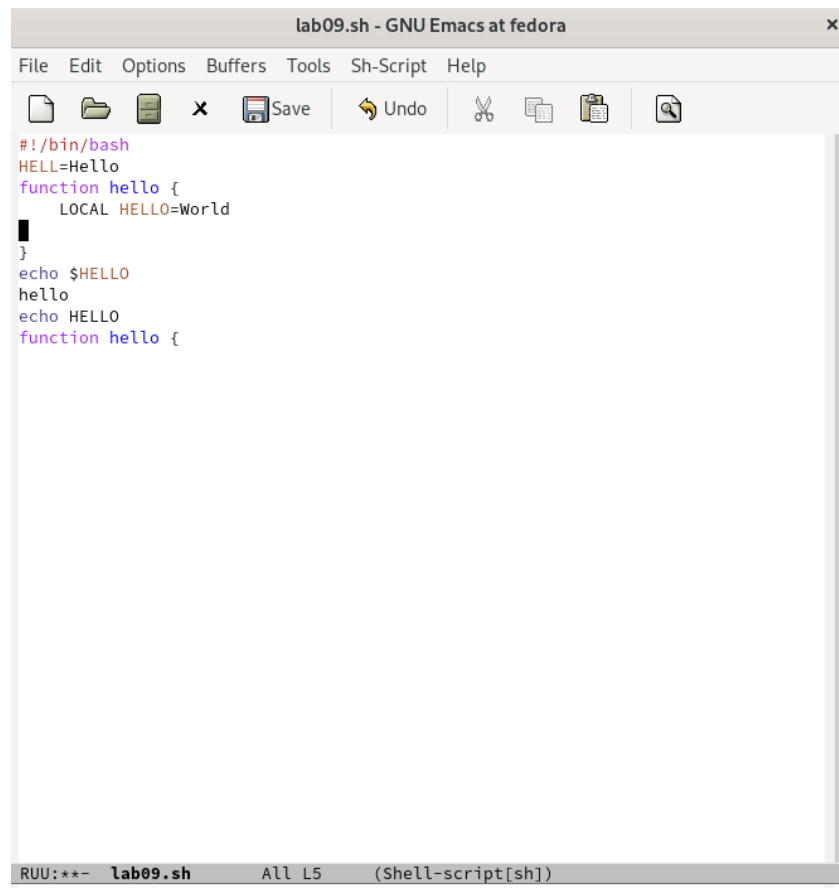 lab09.sh - GNU Emacs at fedora
File Edit Options Buffers Tools Sh-Script Help
Save Undo
#!/bin/bash
HELL=Hello
function hello {
    LOCAL HELLO=World
}
echo $HELLO
hello
echo HELLO
function hello {
RUU:**- lab09.sh All L5 (Shell-script[sh])